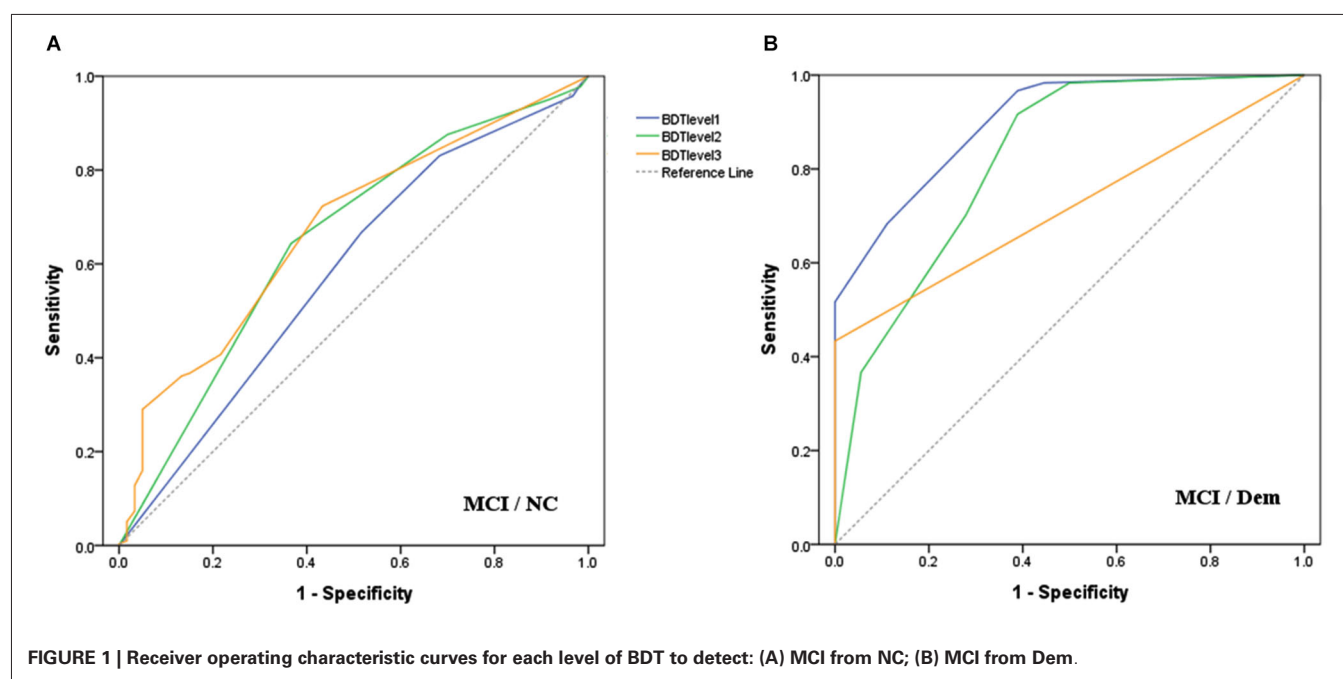 A
1.0
0.8
0.6
0.4
0.2
0.0
Sensitivity
0.0 0.2 0.4 0.6 0.8 1.0
1 - Specificity
MCI / NC
BDTlevel1
BDTlevel2
BDTlevel3
Reference Line
B
1.0
0.8
0.6
0.4
0.2
0.0
Sensitivity
0.0 0.2 0.4 0.6 0.8 1.0
1 - Specificity
MCI / Dem
FIGURE 1 | Receiver operating characteristic curves for each level of BDT to detect: (A) MCI from NC; (B) MCI from Dem.